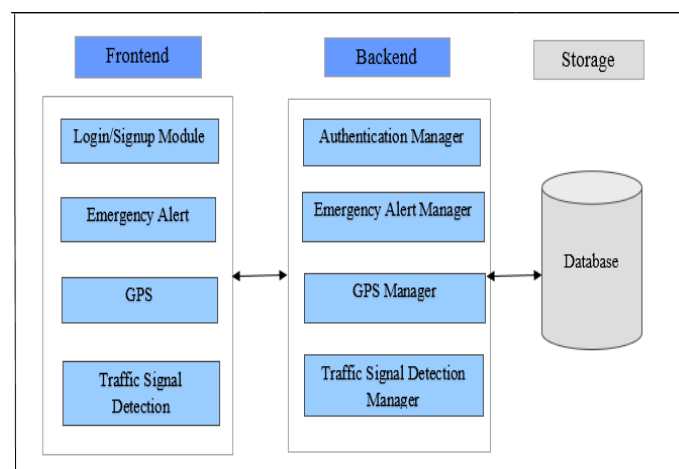 Frontend
Backend
Storage
Login/Signup Module
Emergency Alert
GPS
Traffic Signal
Detection
Authentication Manager
Emergency Alert Manager
GPS Manager
Traffic Signal Detection
Manager
Database